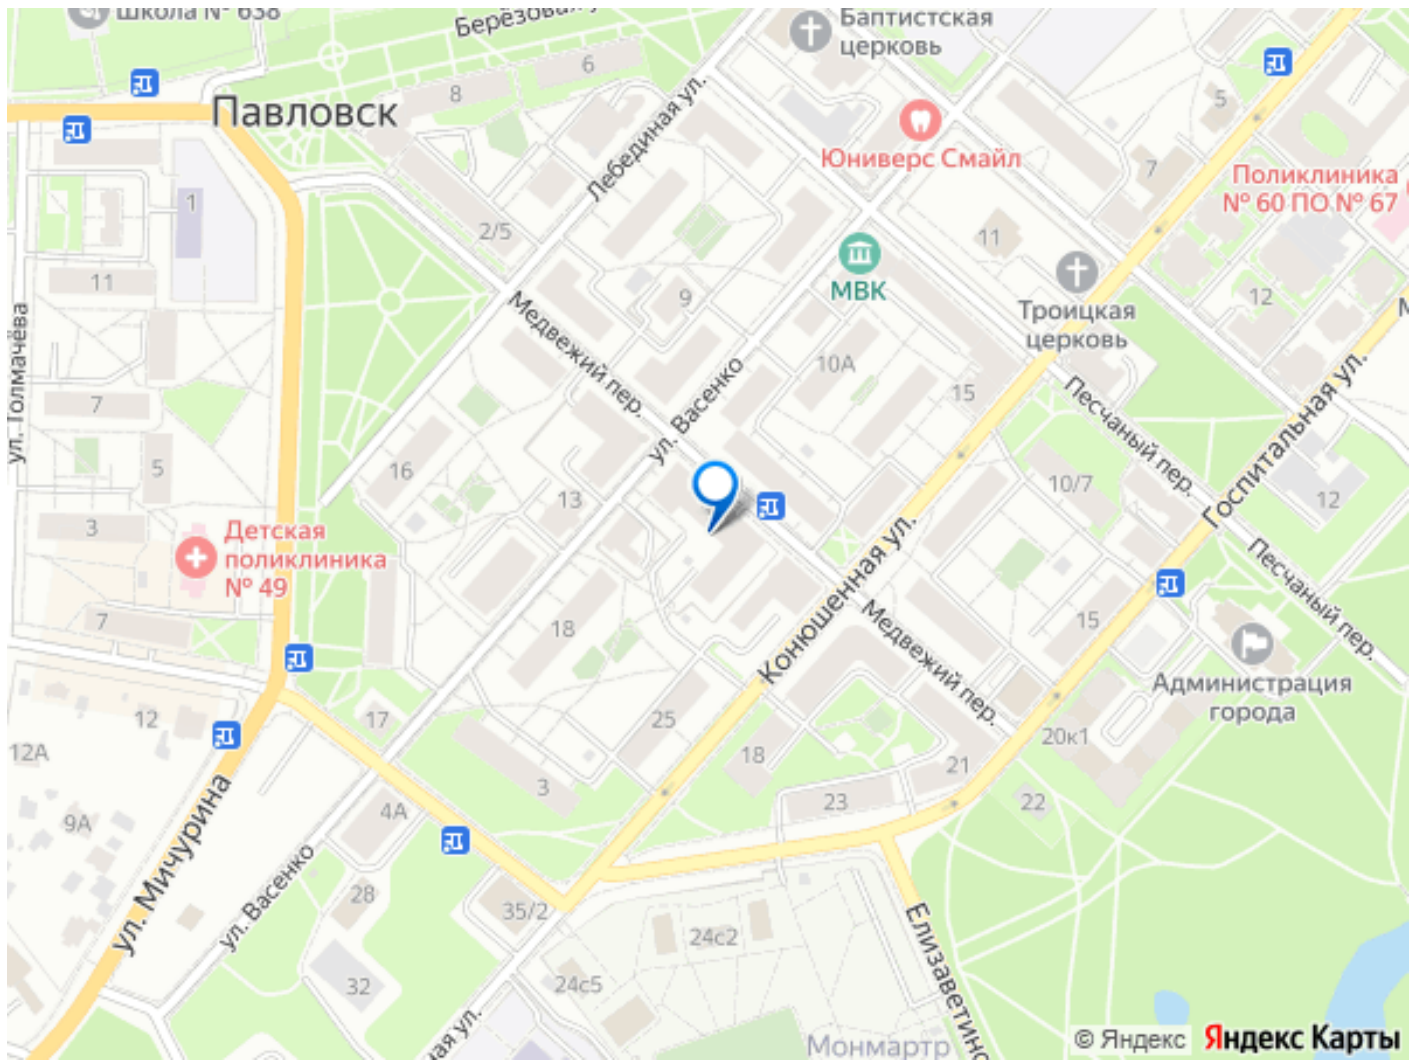 Школа № 638
Берёзовая у
Баптистская
церковь
6
8
5
Павловск
Юниверс Смайл
Лебединая ул.
7
Поликлиника
№ 60 ПО № 67
1
2/5
11
МВК
11
9
12
Троицкая
церковь
М
ул. Толмачёва
Медвежий пер.
10А
15
7
ул. Васенко
Песчаный пер.
Госпитальная ул.
16
5
13
10/7
12
3
Детская
поликлиника
№ 49
Конюшенная ул.
Песчаный пер.
7
18
15
Медвежий пер.
Администрация
города
12
17
25
20к1
12А
18
21
3
23
22
4А
9А
ул. Мичурина
ул. Васенко
28
35/2
24с2
Елизаветинс
32
24с5
ная ул.
Монмартр
© Яндекс Яндекс Карты